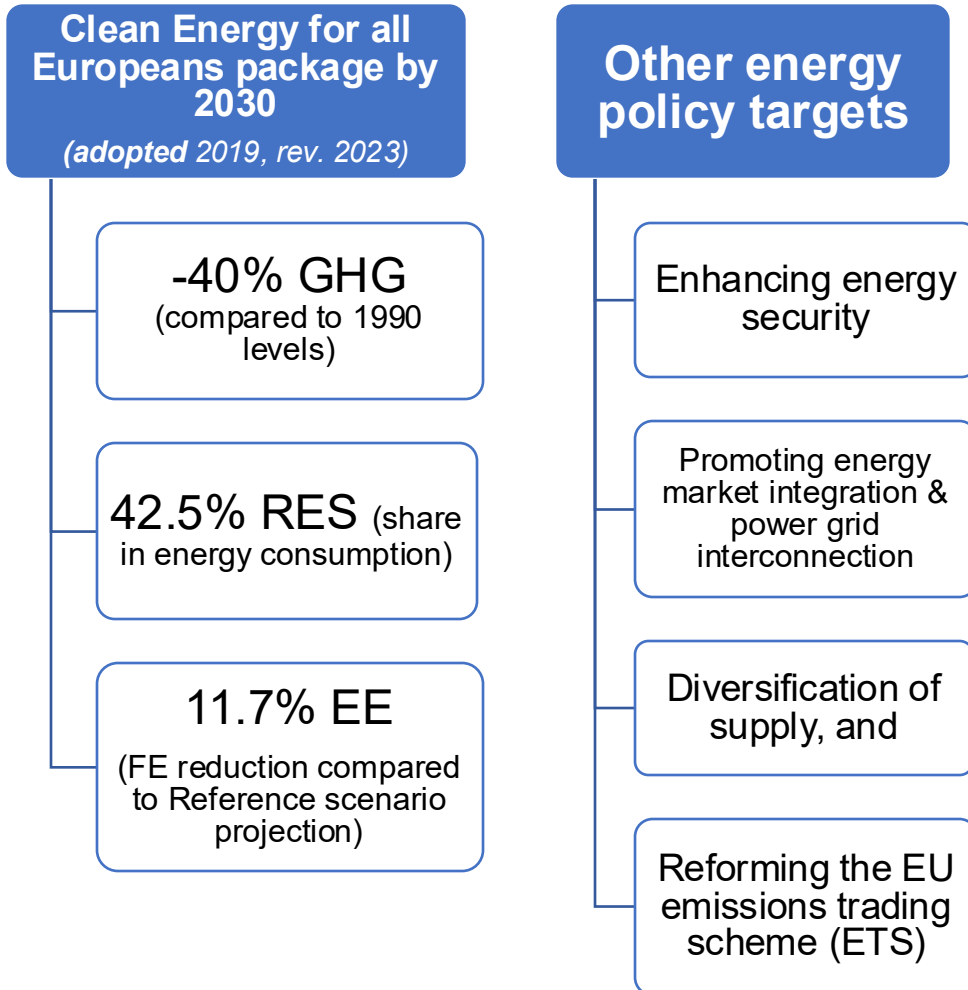 Clean Energy for all
Europeans package by
2030
(adopted 2019, rev. 2023)
-40% GHG
(compared to 1990
levels)
42.5% RES (share
in energy consumption)
11.7% EE
(FE reduction compared
to Reference scenario
projection)
Other energy
policy targets
Enhancing energy
security
Promoting energy
market integration &
power grid
interconnection
Diversification of
supply, and
Reforming the EU
emissions trading
scheme (ETS)